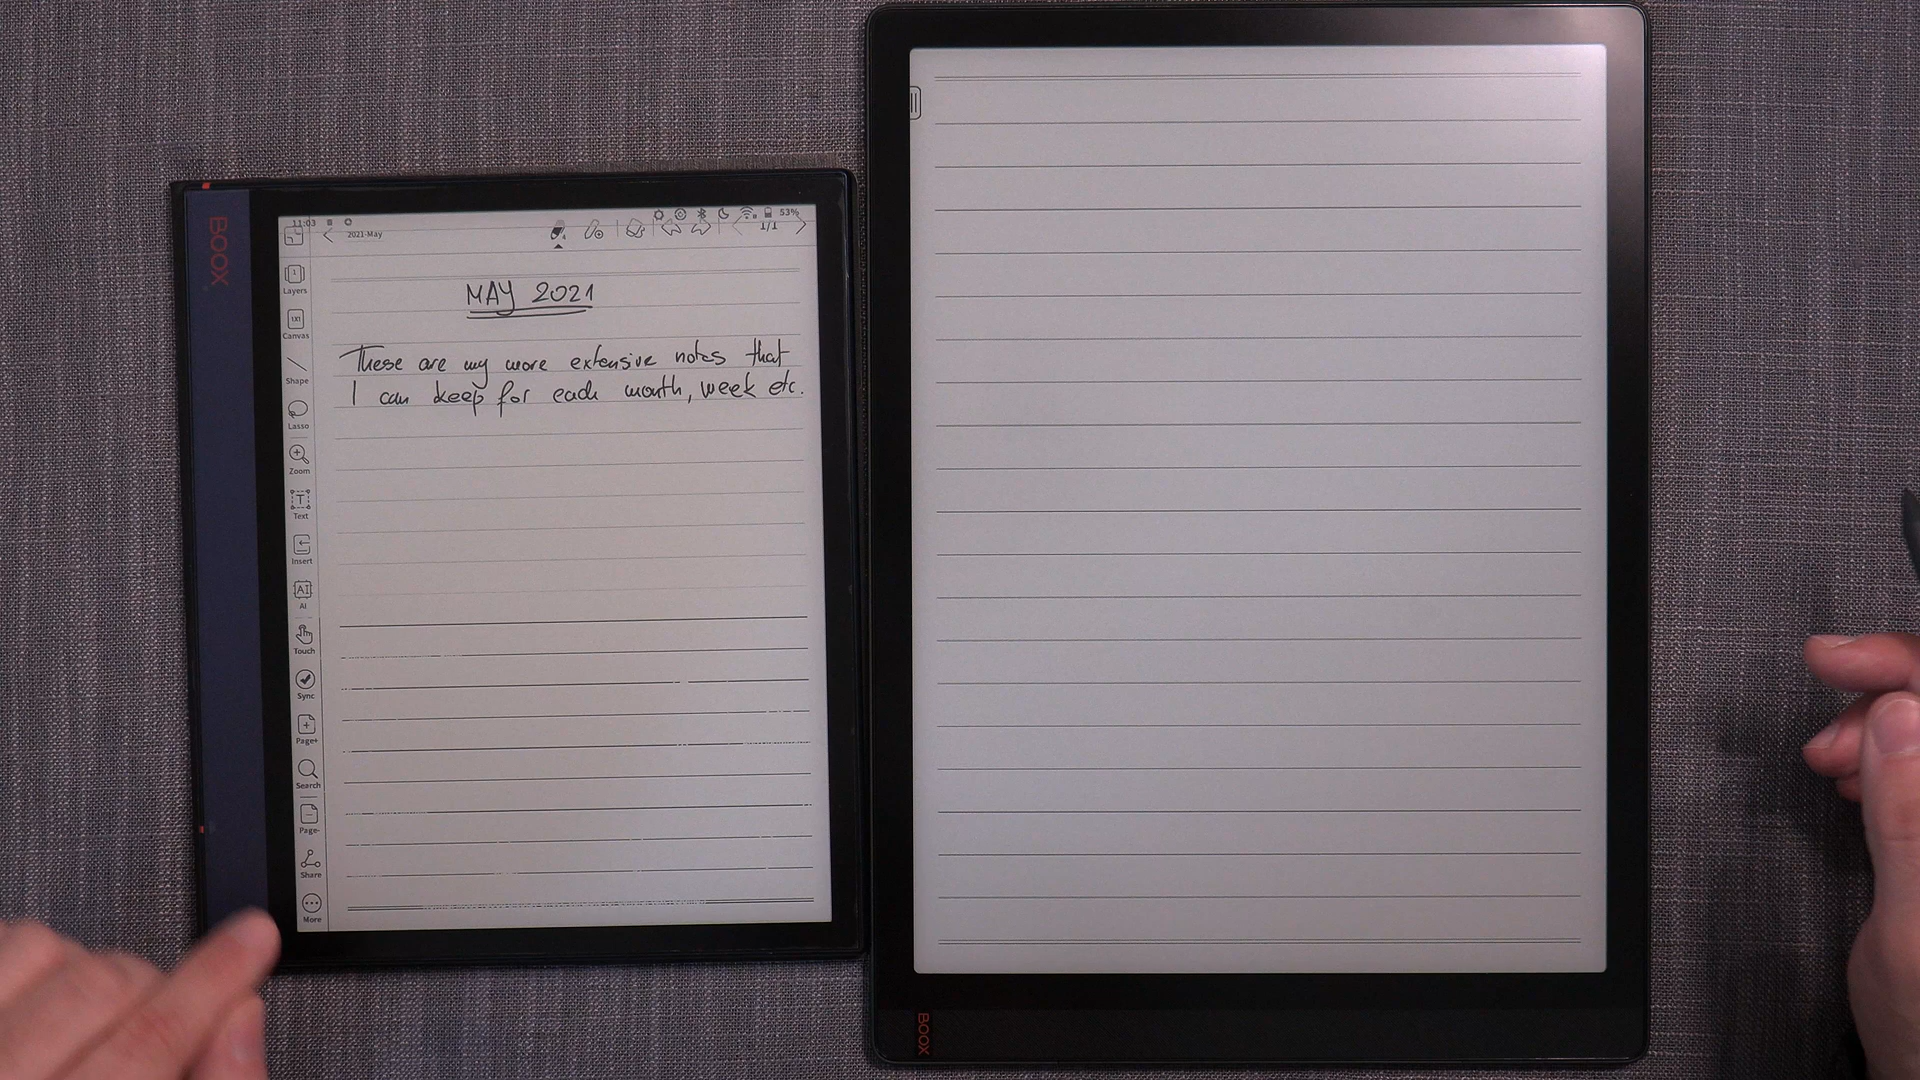 BOOX
11:03
53%
2021-May
1/1
Layers
Canvas
Shape
Lasso
Zoom
Text
Insert
AI
AI
Touch
Sync
Page+
Search
Page-
Share
More
MAY 2021
These are my more extensive notes that
I can keep for each month, week etc.
BOOX